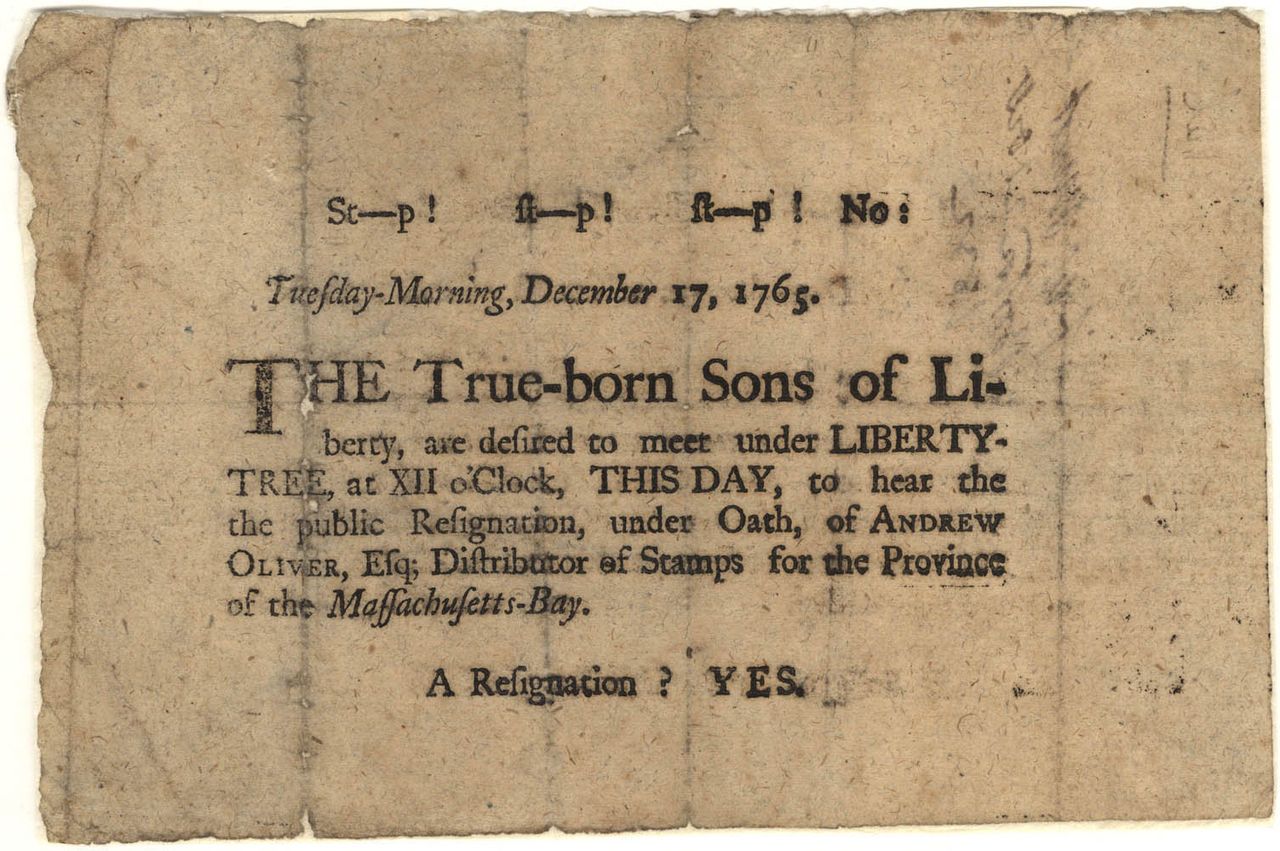 St—p! ſt—p! ſt—p! No:
Tueſday-Morning, December 17, 1765.
THE True-born Sons of Li-
berty, are deſired to meet under LIBERTY-
TREE, at XII o'Clock, THIS DAY, to hear the
the public Reſignation, under Oath, of ANDREW
OLIVER, Eſq; Diſtributor of Stamps for the Province
of the Maſſachuſetts-Bay.
A Reſignation? YES.